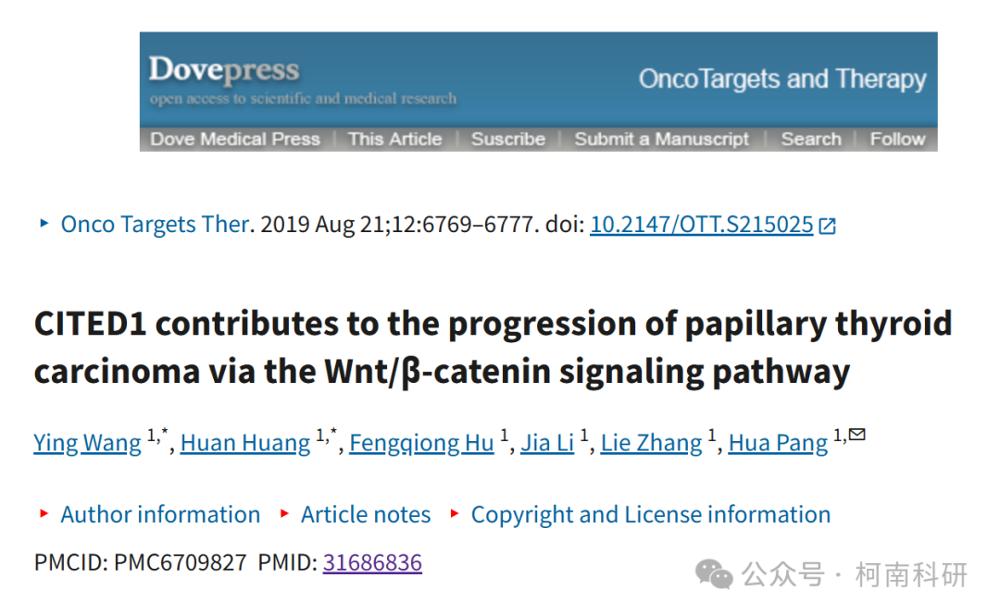 Dovepress
open access to scientific and medical research
OncoTargets and Therapy
Dove Medical Press | This Article | Suscribe | Submit a Manuscript | Search | Follow
Onco Targets Ther. 2019 Aug 21;12:6769–6777. doi: 10.2147/OTT.S215025
CITED1 contributes to the progression of papillary thyroid
carcinoma via the Wnt/β-catenin signaling pathway
Ying Wang 1,*, Huan Huang 1,*, Fengqiong Hu 1, Jia Li 1, Lie Zhang 1, Hua Pang 1,✉
Author information Article notes Copyright and License information
PMCID: PMC6709827 PMID: 31686836
公众号 · 柯南科研